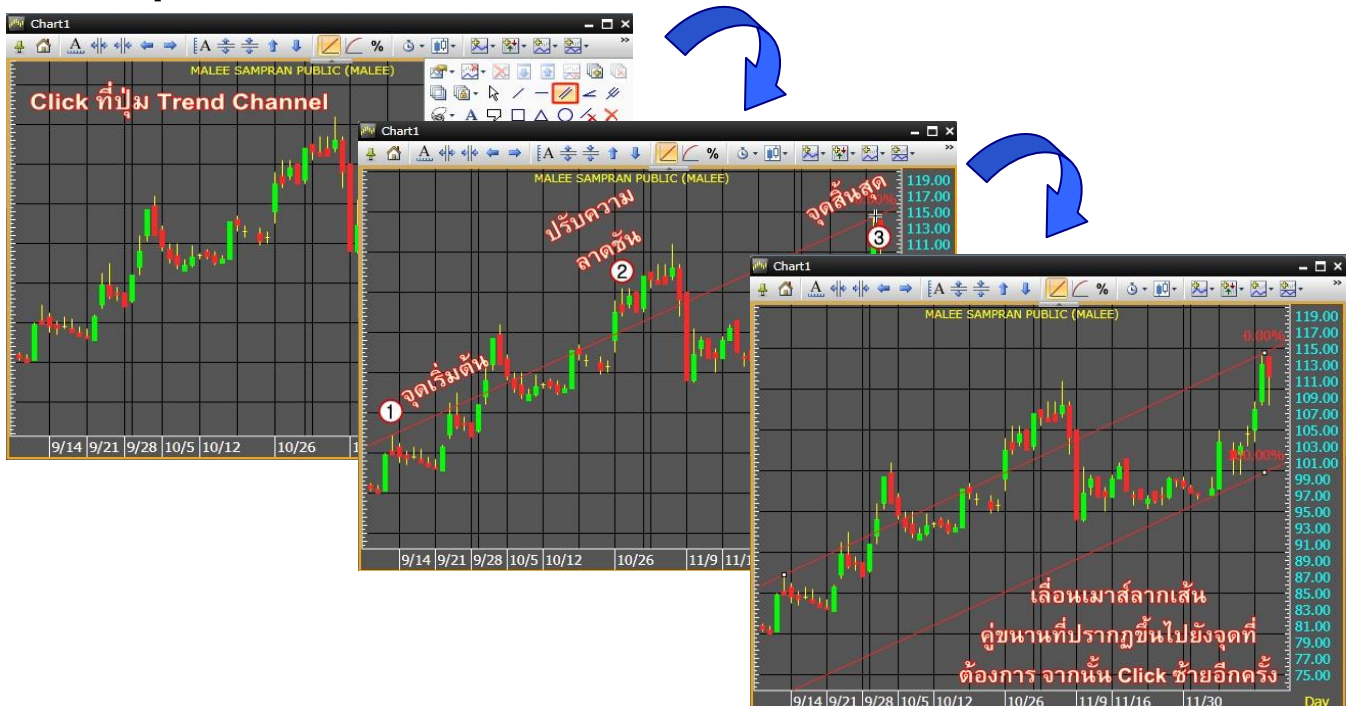 Chart1
A
A
%
MALEE SAMPRAN PUBLIC (MALEE)
Click ที่ปุ่ม Trend Channel
A
9/14 9/21 9/28 10/5 10/12 10/26
Chart1
A
A
%
MALEE SAMPRAN PUBLIC (MALEE)
ปรับความ
ลาดชัน
2
จุดสิ้นสุด
3
จุดเริ่มต้น
1
119.00
117.00
115.00
113.00
111.00
9/14 9/21 9/28 10/5 10/12 10/26 11/9
Chart1
A
A
%
MALEE SAMPRAN PUBLIC (MALEE)
0.00%
119.00
117.00
115.00
113.00
111.00
109.00
107.00
105.00
103.00
101.00
99.00
97.00
95.00
93.00
91.00
89.00
87.00
85.00
83.00
81.00
79.00
77.00
75.00
เลื่อนเมาส์ลากเส้น
คู่ขนานที่ปรากฏขึ้นไปยังจุดที่
ต้องการ จากนั้น Click ซ้ายอีกครั้ง
9/14 9/21 9/28 10/5 10/12 10/26 11/9 11/16 11/30 Day